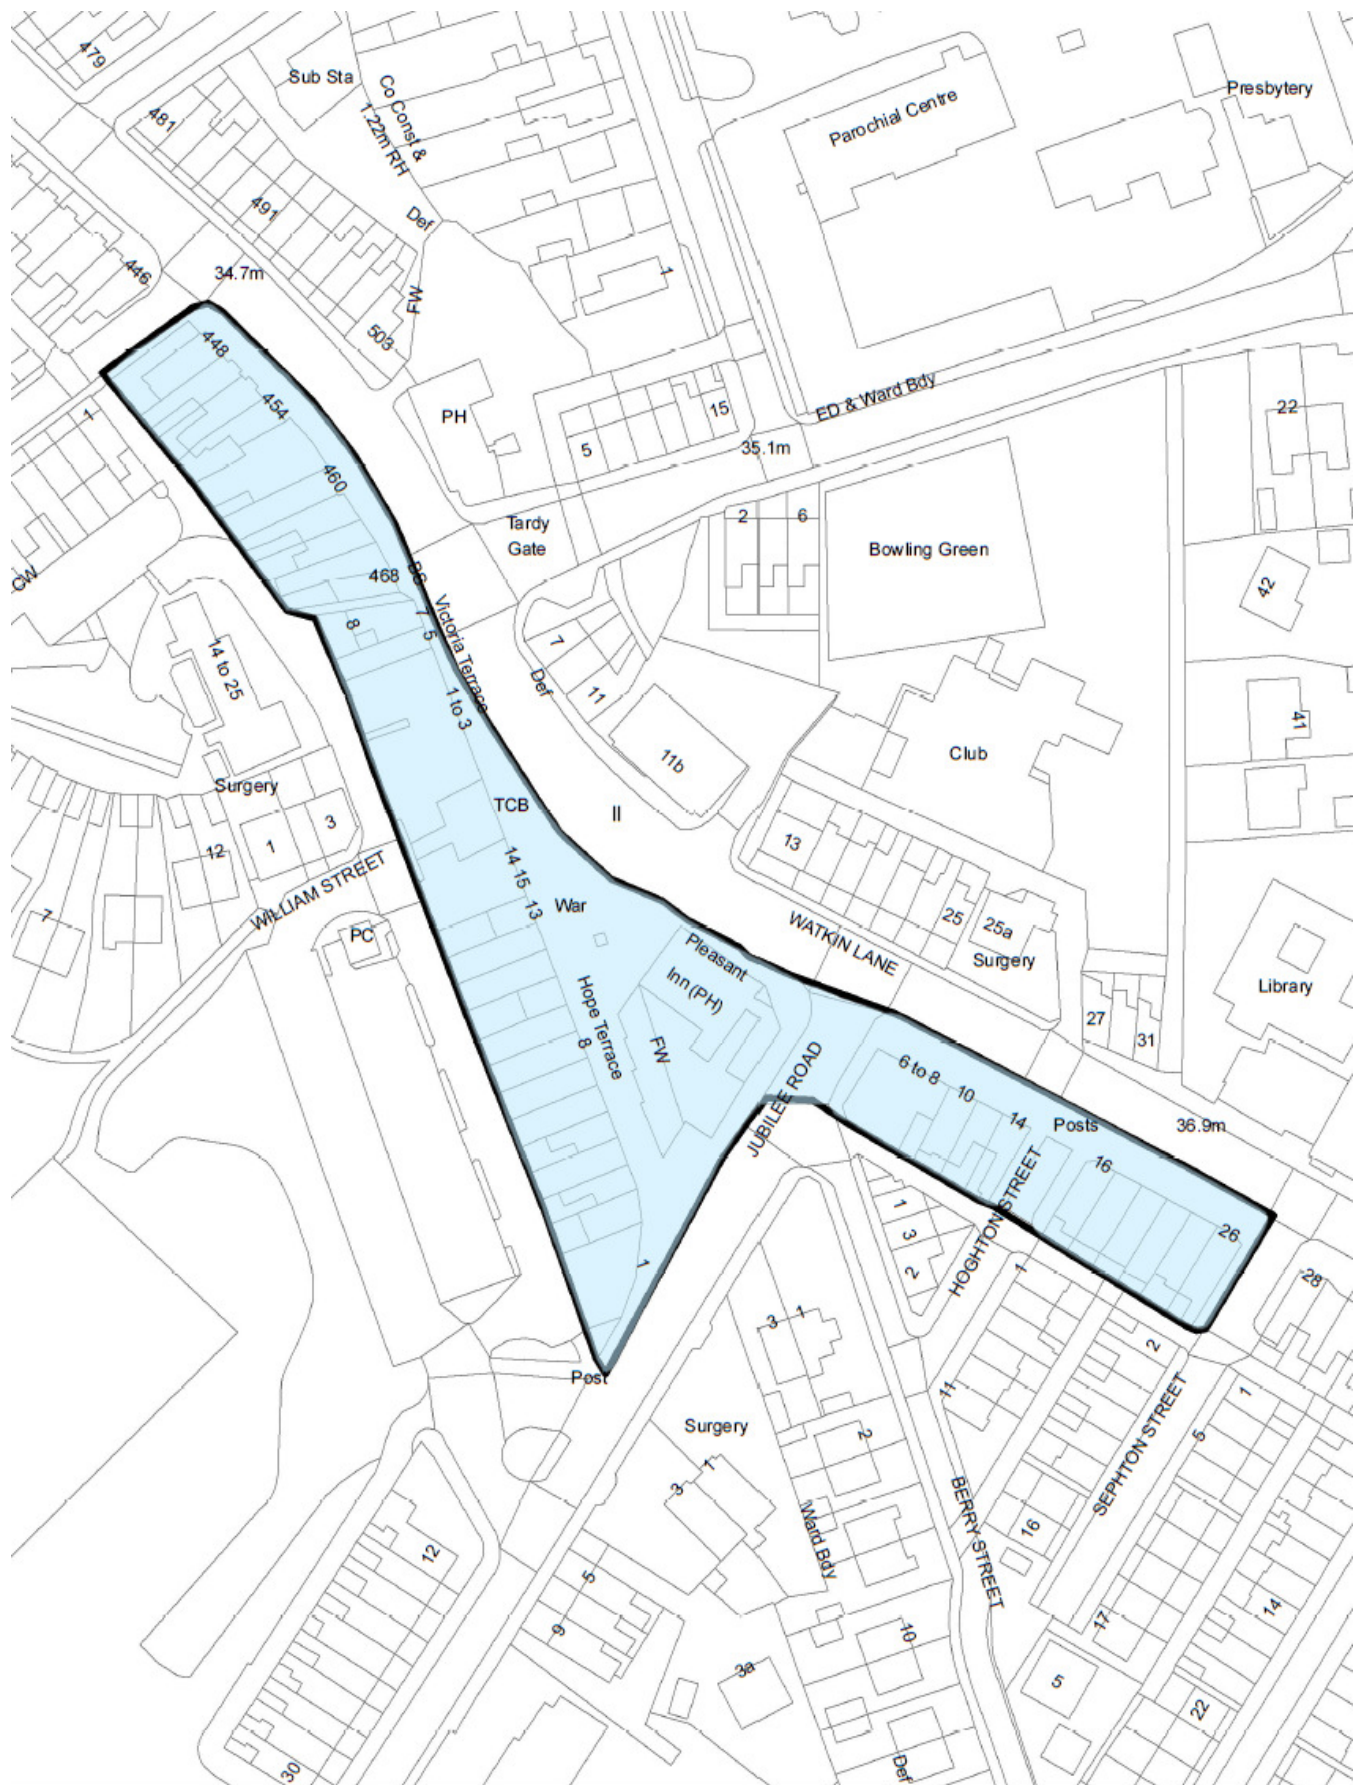 479
Sub Sta
Co Const &
1.22m RH
Presbytery
Parochial Centre
481
491
Def
446
34.7m
FW
1
503
448
ED & Ward Bdy
454
PH
15
22
1
5
35.1m
460
Tardy
Gate
2
6
Bowling Green
CW
468
42
7
5
8
Victoria Terrace
7
14 to 25
Def
11
1 to 3
41
11b
Club
Surgery
TCB
II
3
1
12
13
14
15
WILLIAM STREET
13
War
7
PC
WATKIN LANE
25
25a
Surgery
Pleasant
Inn (PH)
Library
Hope Terrace
8
FW
27
31
JUBILEE ROAD
6 to 8
10
14
Posts
36.9m
16
HOGHTON STREET
1
3
2
26
1
1
28
3
1
2
Post
11
1
SEPHTON STREET
5
Surgery
2
1
3
BERRY STREET
Ward Bdy
16
12
5
9
17
14
10
3a
5
22
30
Def